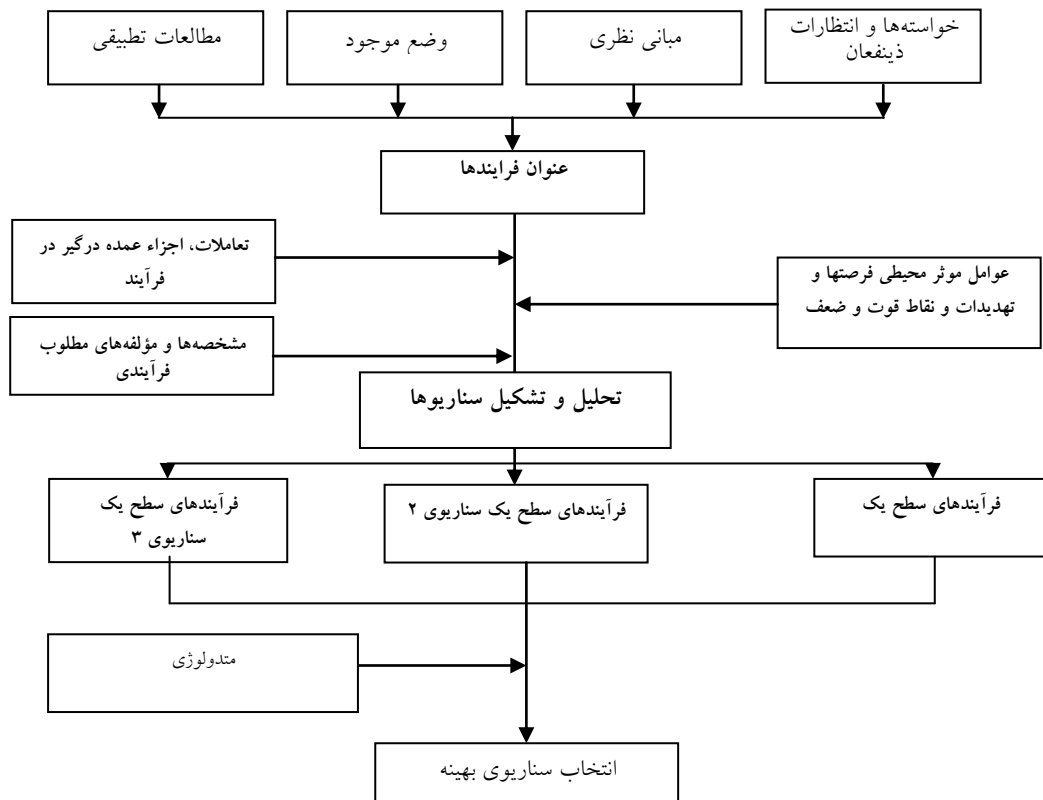 خواسته‌ها و انتظارات
ذینفعان
مبانی نظری
وضع موجود
مطالعات تطبیقی
عنوان فرایندها
تعاملات، اجزاء عمده درگیر در
فرآیند
عوامل موثر محیطی فرصتها و
تهدیدات و نقاط قوت و ضعف
مشخصه‌ها و مؤلفه‌های مطلوب
فرآیندی
تحلیل و تشکیل سناریوها
فرآیندهای سطح یک
فرآیندهای سطح یک سناریوی ۲
فرآیندهای سطح یک
سناریوی ۳
متدولوژی
انتخاب سناریوی بهینه